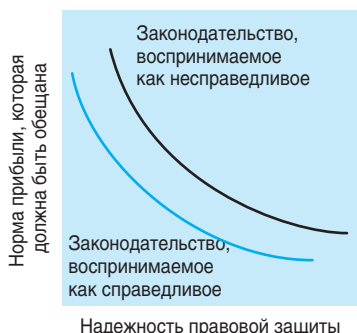 Законодательство,
воспринимаемое
как несправедливое
Норма прибыли, которая
должна быть обещана
Законодательство,
воспринимаемое
как справедливое
Надежность правовой защиты